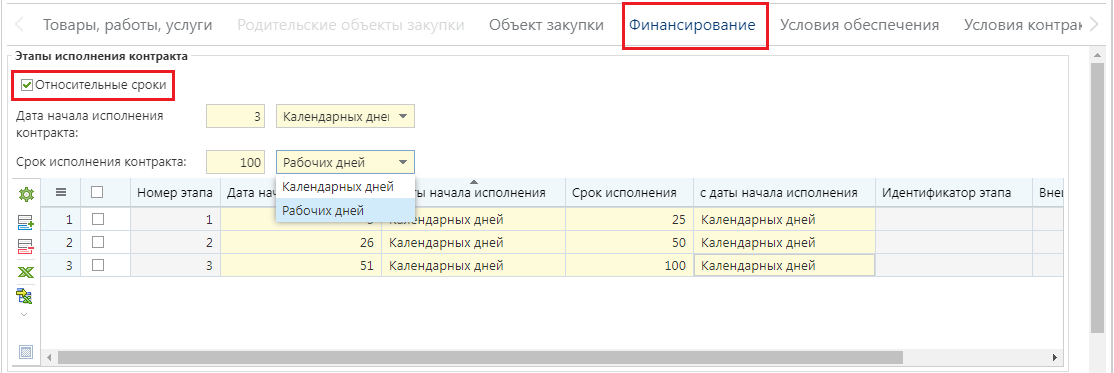 Товары, работы, услуги Родительские объекты закупки Объект закупки Финансирование Условия обеспечения Условия контрак
Этапы исполнения контракта
Относительные сроки
Дата начала исполнения контракта: 3 Календарных дне
Срок исполнения контракта: 100 Рабочих дней
Календарных дней
Рабочих дней
Номер этапа Дата нач ты начала исполнения Срок исполнения с даты начала исполнения Идентификатор этапа Внеш
1 1 Календарных дней 25 Календарных дней
2 2 26 Календарных дней 50 Календарных дней
3 3 51 Календарных дней 100 Календарных дней